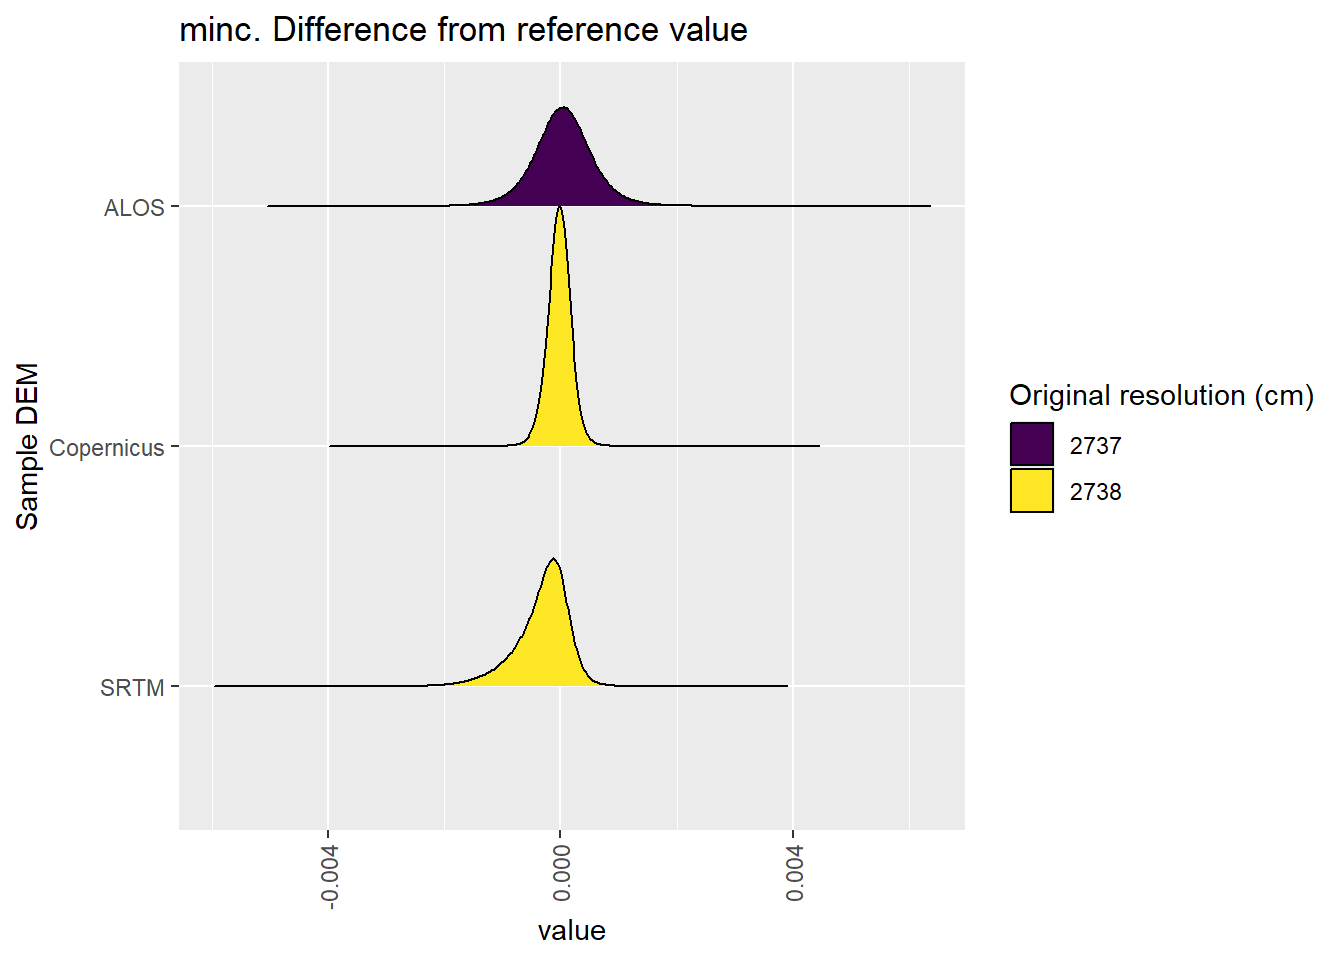 minc. Difference from reference value
Sample DEM
ALOS
Copernicus
SRTM
-0.004
0.000
0.004
value
Original resolution (cm)
2737
2738